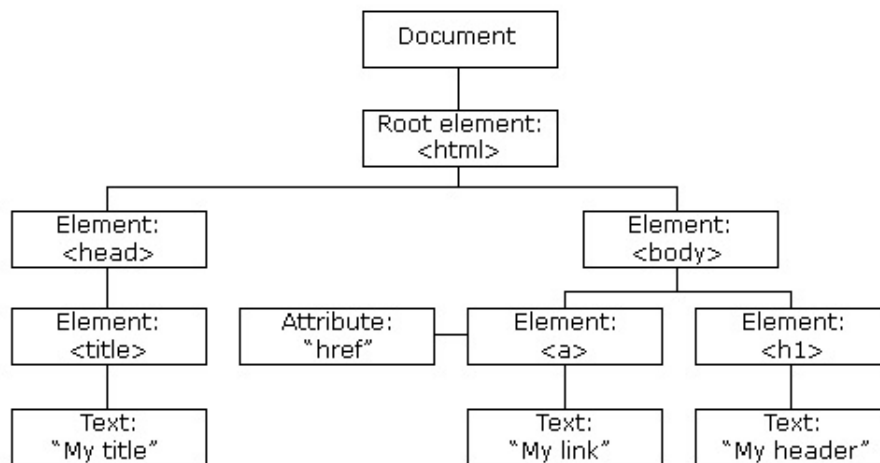 Document
Root element:
<html>
Element:
<head>
Element:
<body>
Element:
<title>
Attribute:
“href”
Element:
<a>
Element:
<h1>
Text:
“My title”
Text:
“My link”
Text:
“My header”